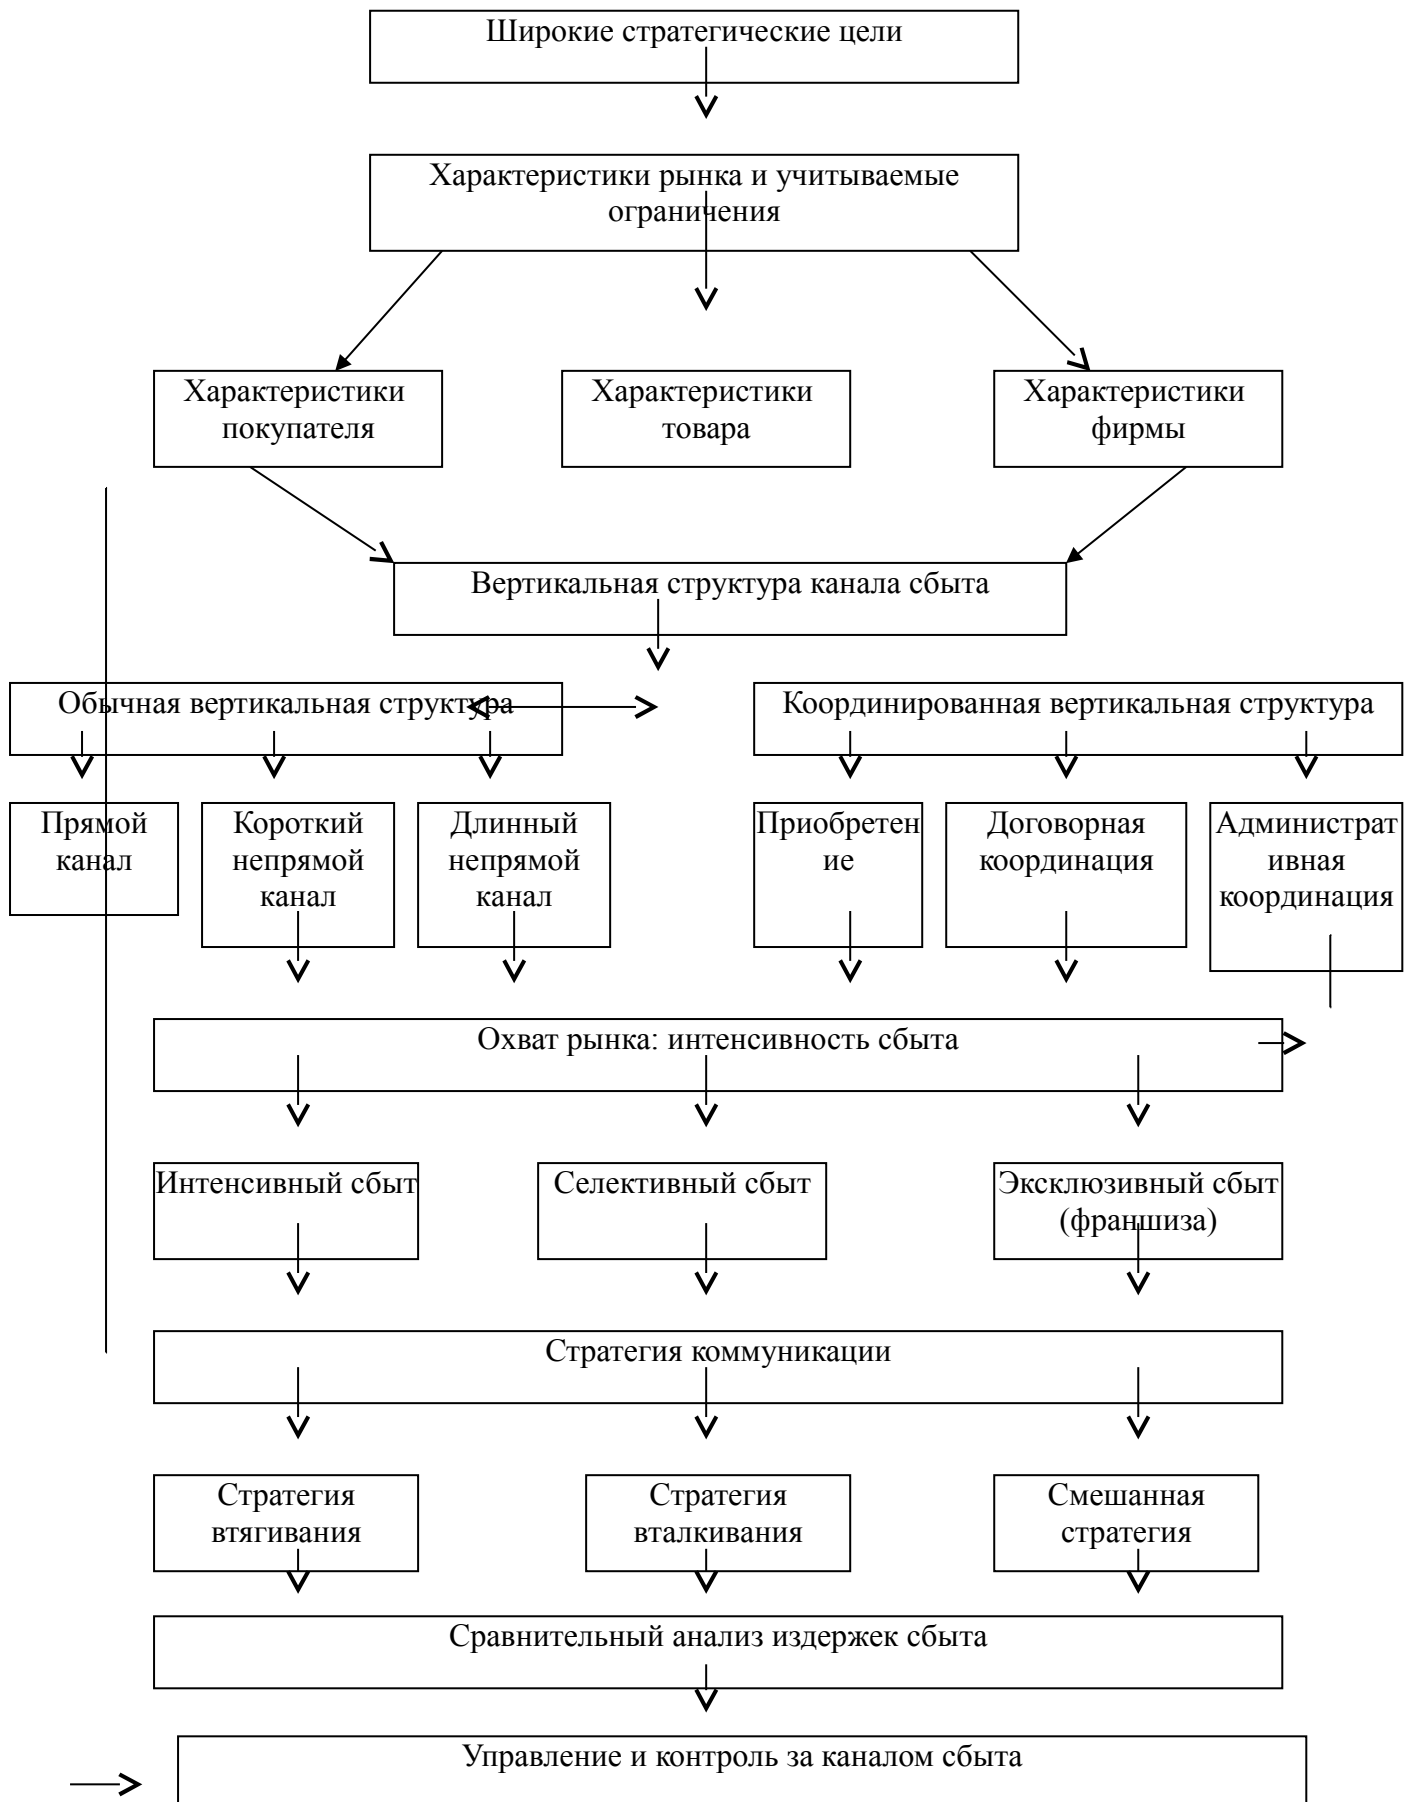 Широкие стратегические цели
Характеристики рынка и учитываемые
ограничения
Характеристики
покупателя
Характеристики
товара
Характеристики
фирмы
Вертикальная структура канала сбыта
Обычная вертикальная структура
Координированная вертикальная структура
Прямой
канал
Короткий
непрямой
канал
Длинный
непрямой
канал
Приобретен
ие
Договорная
координация
Администрат
ивная
координация
Охват рынка: интенсивность сбыта
Интенсивный сбыт
Селективный сбыт
Эксклюзивный сбыт
(франшиза)
Стратегия коммуникации
Стратегия
втягивания
Стратегия
вталкивания
Смешанная
стратегия
Сравнительный анализ издержек сбыта
Управление и контроль за каналом сбыта